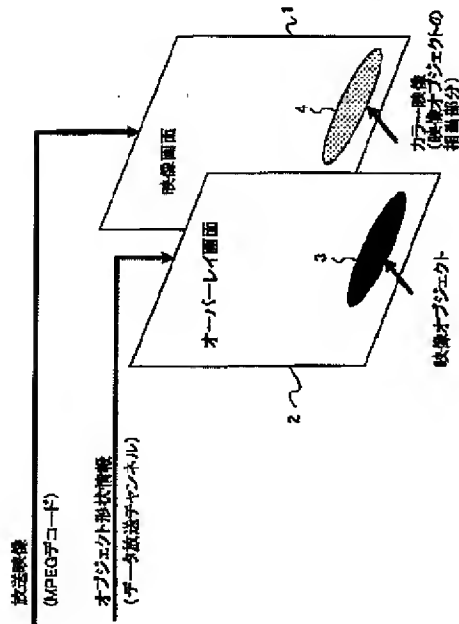 放送映像
(MPEGデコード)
オブジェクト形状情報
(データ放送チャンネル)
映像画面
1
オーバーレイ画面
2
4
カラー映像
(映像オブジェクトの
相当部分)
3
映像オブジェクト